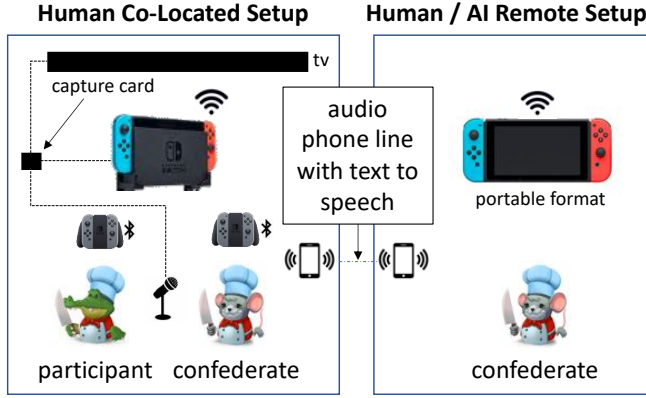 Human Co-Located Setup
Human / AI Remote Setup
tv
capture card
audio
phone line
with text to
speech
portable format
participant
confederate
confederate